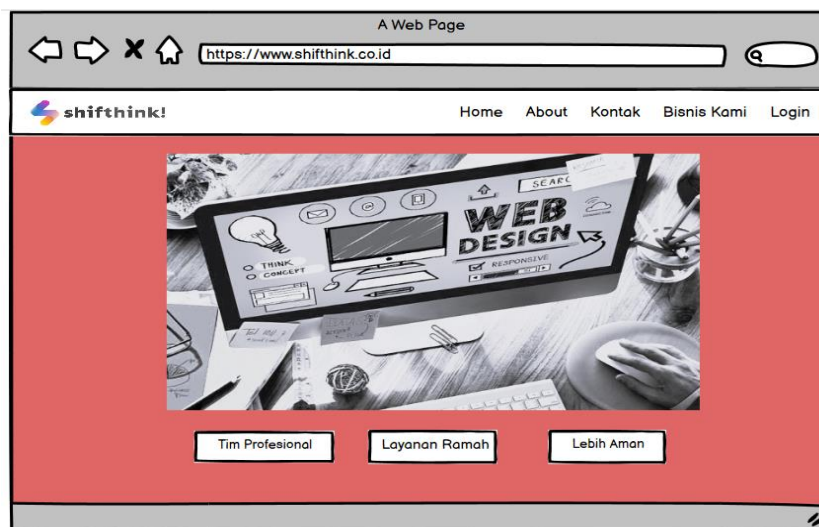 A Web Page
https://www.shifthink.co.id
shifthink!
Home About Kontak Bisnis Kami Login
SEARC
WEB
DESIGN
THINK
CONCEPT
RESPONSIVE
Tim Profesional
Layanan Ramah
Lebih Aman